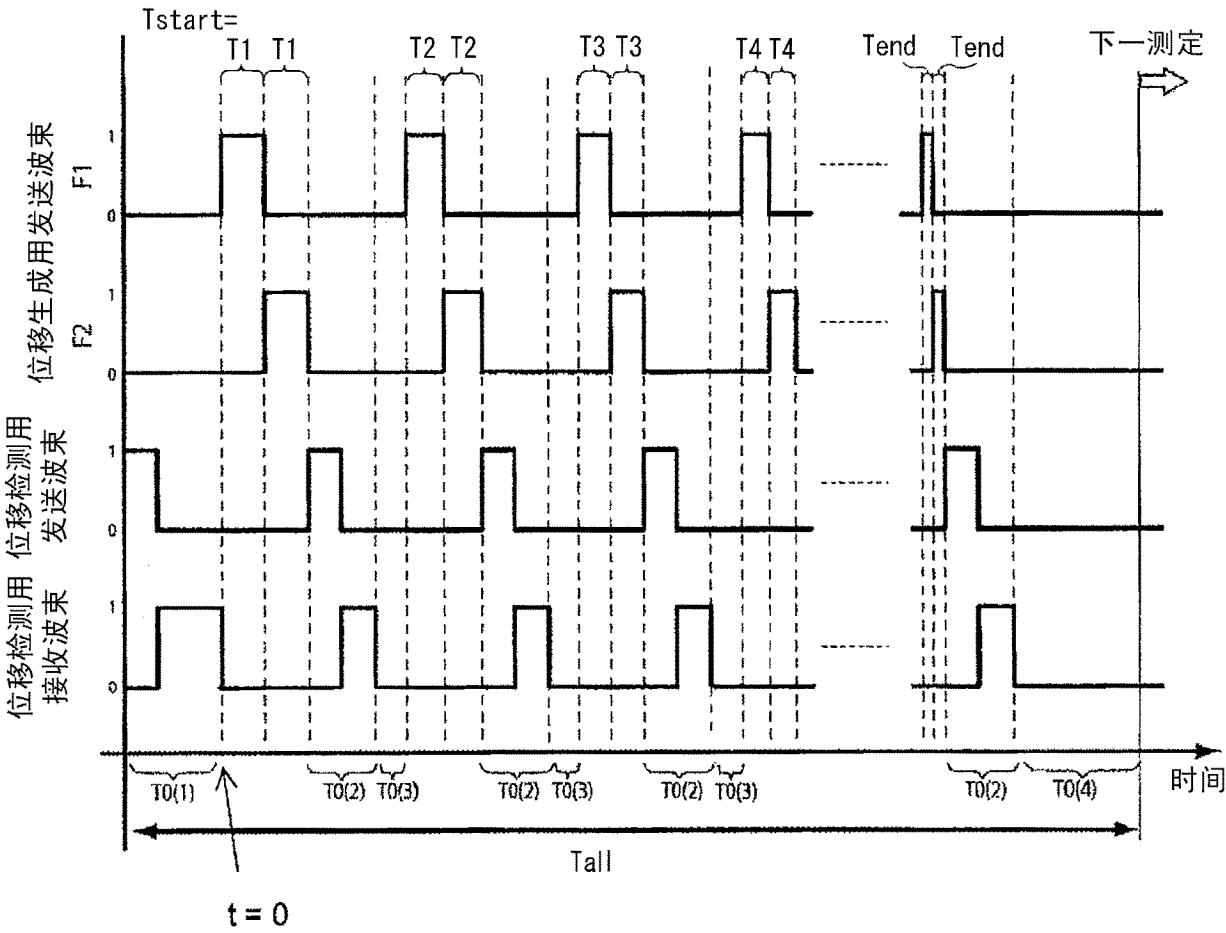 Tstart=
T1 T1 T2 T2 T3 T3 T4 T4 Tend Tend 下一测定
位移生成用发送波束
F1
1
0
F2
1
0
位移检测用
发送波束
1
0
位移检测用
接收波束
1
0
时间
T0(1) T0(2) T0(3) T0(2) T0(3) T0(2) T0(3) T0(2) T0(4)
Tall
t = 0